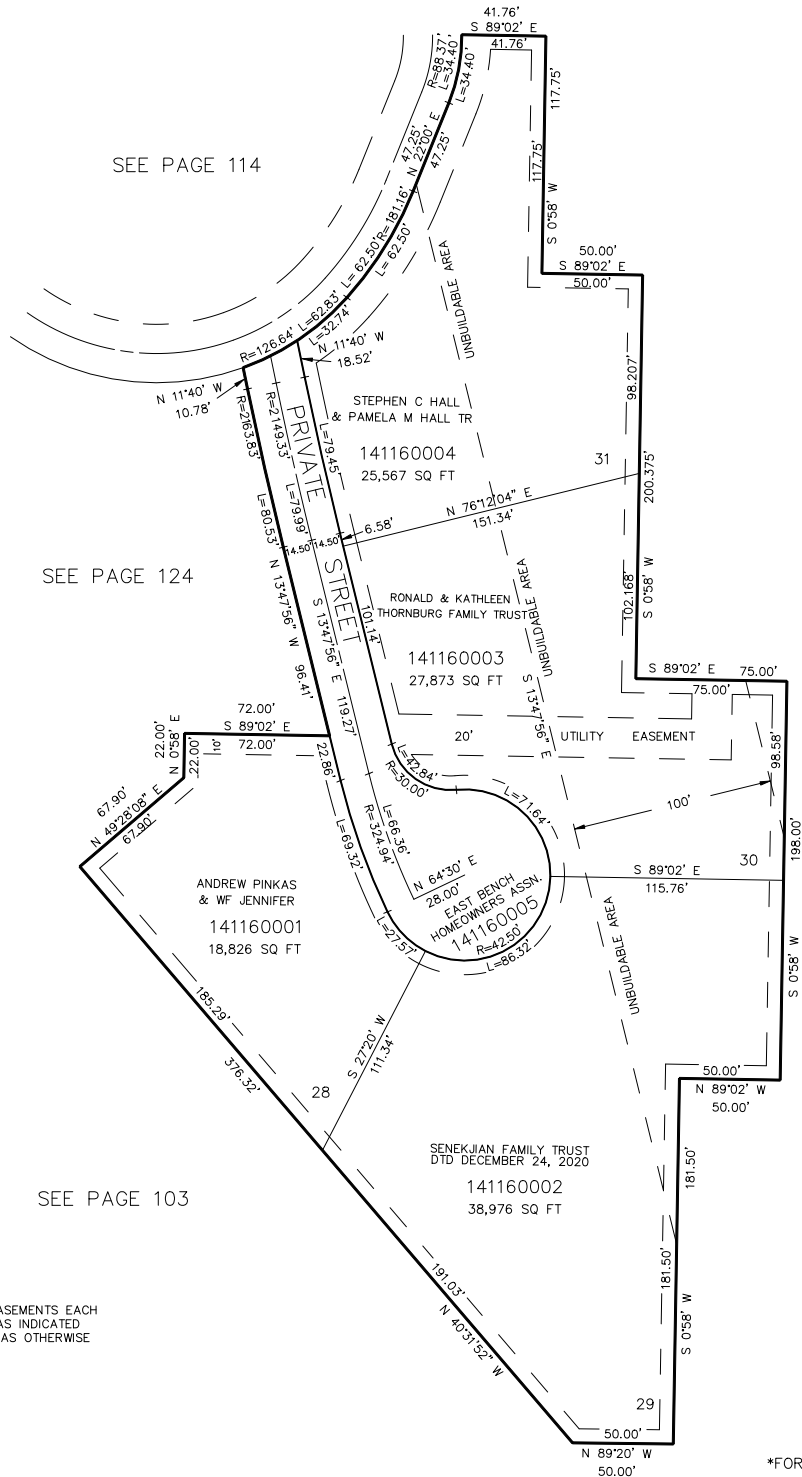 41.76'
S 89°02' E
41.76'
R=88.37'
L=34.40'
L=34.40'
117.75'
117.75'
S 0°58' W
47.25'
N 22°00' E
47.25'
SEE PAGE 114
R=181.16'
L= 62.50'
L= 62.50'
UNBUILDABLE AREA
50.00'
S 89°02' E
50.00'
R=126.64'
L=62.83'
L=32.74'
N 11°40' W
18.52'
N 11°40' W
10.78'
98.207'
STEPHEN C HALL
& PAMELA M HALL TR
141160004
25,567 SQ FT
31
R=2163.83'
R=2149.33'
PRIVATE STREET
L=79.45'
200.375'
N 76°12'04" E
151.34'
6.58'
L=80.53'
L=79.99'
14.50'
14.50'
SEE PAGE 124
N 13°47'56" W
96.41'
S 13°47'56" E
119.27'
101.14'
RONALD & KATHLEEN
THORNBURG FAMILY TRUST
141160003
27,873 SQ FT
UNBUILDABLE AREA
S 13°47'56" E
102.168'
S 0°58' W
S 89°02' E
75.00'
75.00'
72.00'
S 89°02' E
72.00'
22.00'
N 0°58' E
22.00'
10'
20'
UTILITY EASEMENT
98.58'
22.86'
L=42.84'
R=30.00'
L=71.64'
67.90'
N 49°28'08" E
67.90'
L=69.32'
L=66.36'
R=324.94'
100'
198.00'
30
S 89°02' E
115.76'
N 64°30' E
28.00'
ANDREW PINKAS
& WF JENNIFER
141160001
18,826 SQ FT
EAST BENCH
HOMEOWNERS ASSN.
141160005
R=42.50'
L=86.32'
L=27.57'
UNBUILDABLE AREA
S 0°58' W
185.29'
376.32'
S 27°20' W
111.34'
28
50.00'
N 89°02' W
50.00'
SENEKJIAN FAMILY TRUST
DTD DECEMBER 24, 2020
141160002
38,976 SQ FT
181.50'
181.50'
S 0°58' W
SEE PAGE 103
191.03'
N 40°31'52" W
ASEMENTS EACH
AS INDICATED
AS OTHERWISE
29
50.00'
N 89°20' W
50.00'
*FOR